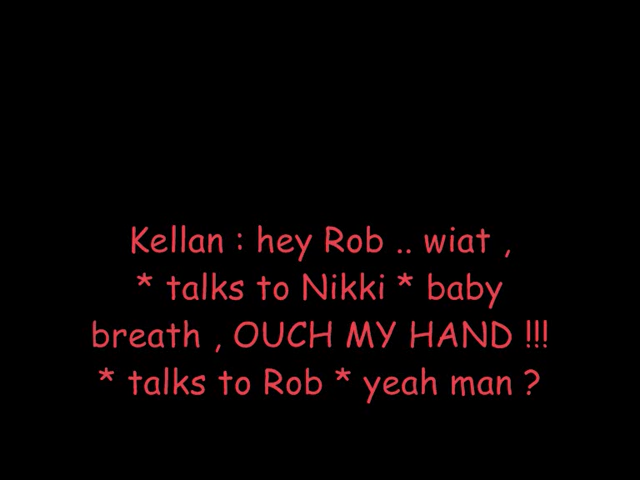 Kellan : hey Rob .. wiat ,
* talks to Nikki * baby
breath , OUCH MY HAND !!!
* talks to Rob * yeah man ?